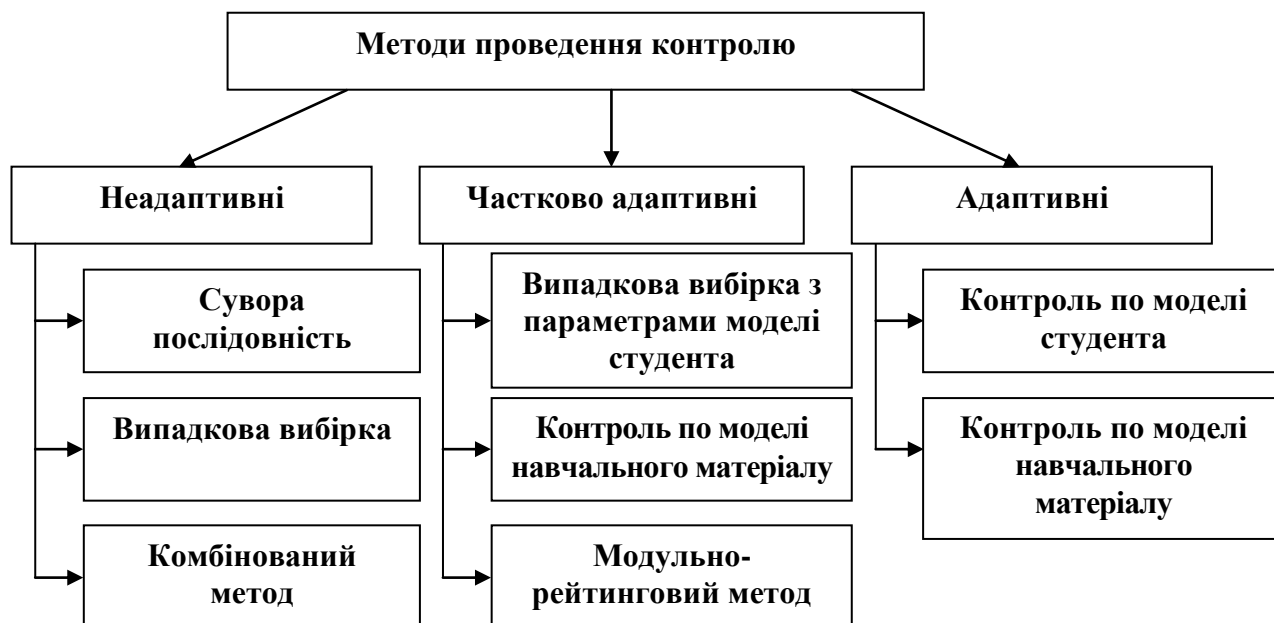 Методи проведення контролю
Неадаптивні
Сувора
послідовність
Випадкова вибірка
Комбінований
метод
Частково адаптивні
Випадкова вибірка з
параметрами моделі
студента
Контроль по моделі
навчального матеріалу
Модульно-
рейтинговий метод
Адаптивні
Контроль по моделі
студента
Контроль по моделі
навчального
матеріалу